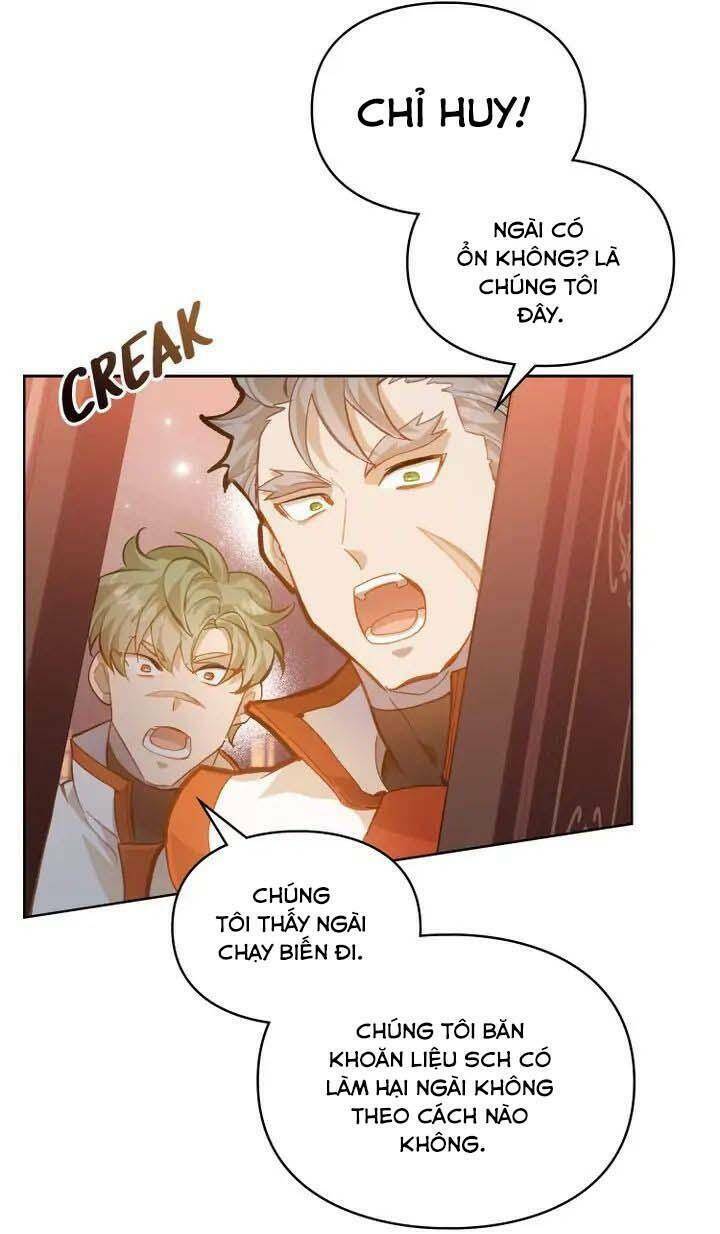 CHỈ HUY!
NGÀI CÓ
ỔN KHÔNG? LÀ
CHÚNG TÔI
ĐÂY.
CREAK
CHÚNG
TÔI THẤY NGÀI
CHẠY BIẾN ĐI.
CHÚNG TÔI BĂN
KHOĂN LIỆU SCH CÓ
LÀM HẠI NGÀI KHÔNG
THEO CÁCH NÀO
KHÔNG.